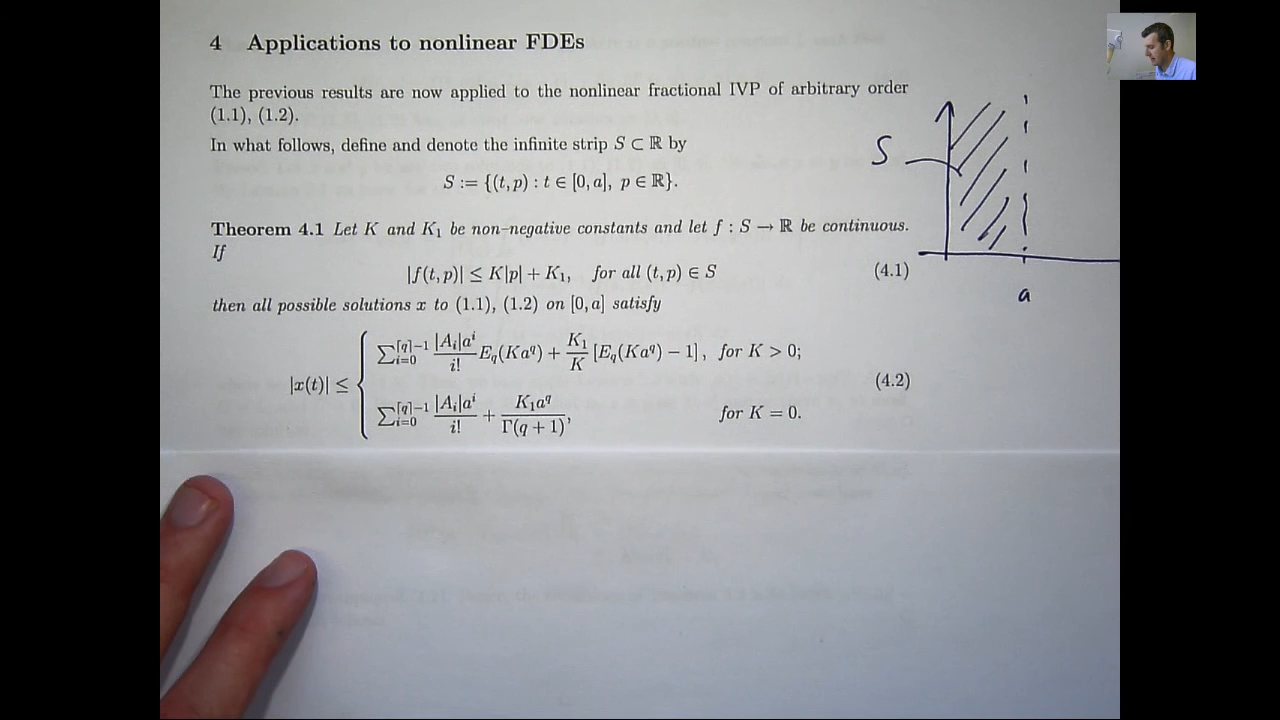 4 Applications to nonlinear FDEs
The previous results are now applied to the nonlinear fractional IVP of arbitrary order
(1.1), (1.2).
In what follows, define and denote the infinite strip S ⊂ ℝ by
S := {(t, p) : t ∈ [0, a], p ∈ ℝ}.
Theorem 4.1 Let K and K₁ be non-negative constants and let f : S → ℝ be continuous.
If
|f(t, p)| ≤ K|p| + K₁, for all (t, p) ∈ S (4.1)
then all possible solutions x to (1.1), (1.2) on [0, a] satisfy
|x(t)| ≤ { ∑_{i=0}^{⌈q⌉-1} |A_i|a^i / i! E_q(Ka^q) + K₁/K [E_q(Ka^q) − 1], for K > 0;
∑_{i=0}^{⌈q⌉-1} |A_i|a^i / i! + K₁a^q / Γ(q + 1), for K = 0. (4.2)
S
a